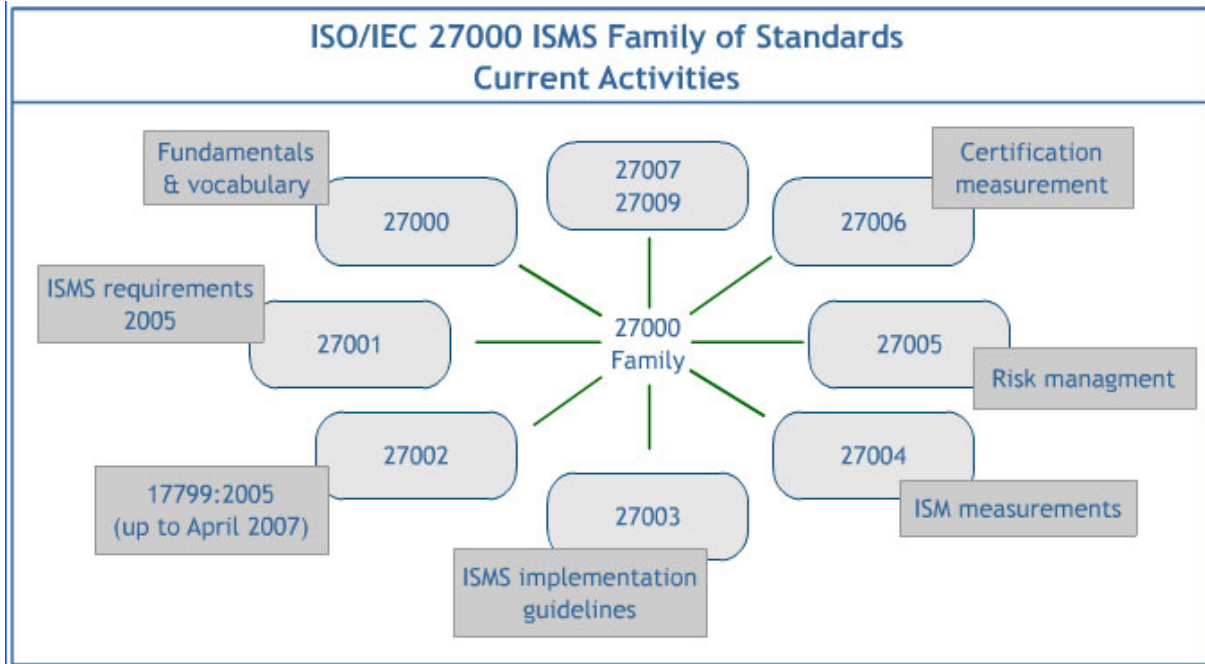 ISO/IEC 27000 ISMS Family of Standards
Current Activities
Fundamentals
& vocabulary
27000
27007
27009
Certification
measurement
27006
ISMS requirements
2005
27001
27000
Family
27005
Risk managment
27002
17799:2005
(up to April 2007)
27003
ISMS implementation
guidelines
27004
ISM measurements